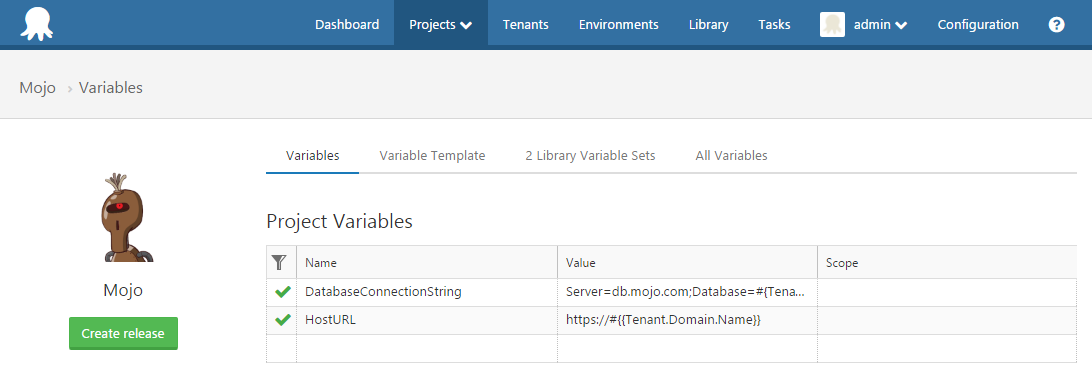 Dashboard Projects Tenants Environments Library Tasks admin Configuration ?
Mojo › Variables
Variables Variable Template 2 Library Variable Sets All Variables
Project Variables
Name Value Scope
DatabaseConnectionString Server=db.mojo.com;Database=#{Tena...
HostURL https://#{{Tenant.Domain.Name}}
Mojo
Create release